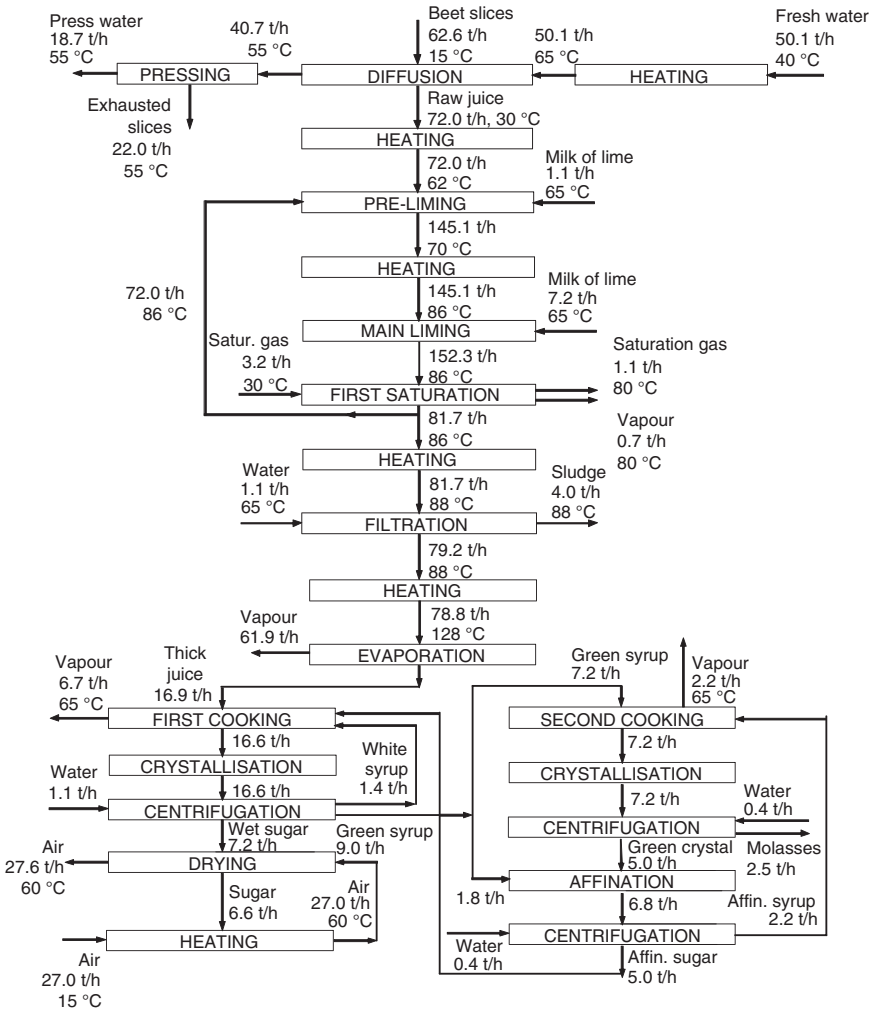 Press water
18.7 t/h
55 °C
40.7 t/h
55 °C
Beet slices
62.6 t/h
15 °C
50.1 t/h
65 °C
Fresh water
50.1 t/h
40 °C
PRESSING
DIFFUSION
HEATING
Exhausted
slices
22.0 t/h
55 °C
Raw juice
72.0 t/h, 30 °C
HEATING
72.0 t/h
62 °C
Milk of lime
1.1 t/h
65 °C
PRE-LIMING
145.1 t/h
70 °C
HEATING
72.0 t/h
86 °C
145.1 t/h
86 °C
Milk of lime
7.2 t/h
65 °C
MAIN LIMING
Satur. gas
3.2 t/h
30 °C
152.3 t/h
86 °C
Saturation gas
1.1 t/h
80 °C
FIRST SATURATION
81.7 t/h
86 °C
Vapour
0.7 t/h
80 °C
HEATING
Water
1.1 t/h
65 °C
81.7 t/h
88 °C
Sludge
4.0 t/h
88 °C
FILTRATION
79.2 t/h
88 °C
HEATING
78.8 t/h
128 °C
Vapour
61.9 t/h
EVAPORATION
Vapour
6.7 t/h
65 °C
Thick
juice
16.9 t/h
Green syrup
7.2 t/h
Vapour
2.2 t/h
65 °C
FIRST COOKING
SECOND COOKING
16.6 t/h
7.2 t/h
White
syrup
1.4 t/h
CRYSTALLISATION
CRYSTALLISATION
Water
1.1 t/h
16.6 t/h
7.2 t/h
Water
0.4 t/h
CENTRIFUGATION
CENTRIFUGATION
Wet sugar
7.2 t/h
Green syrup
9.0 t/h
Green crystal
5.0 t/h
Molasses
2.5 t/h
Air
27.6 t/h
60 °C
DRYING
AFFINATION
Sugar
6.6 t/h
Air
27.0 t/h
60 °C
1.8 t/h
6.8 t/h
Affin. syrup
2.2 t/h
HEATING
CENTRIFUGATION
Air
27.0 t/h
15 °C
Water
0.4 t/h
Affin. sugar
5.0 t/h